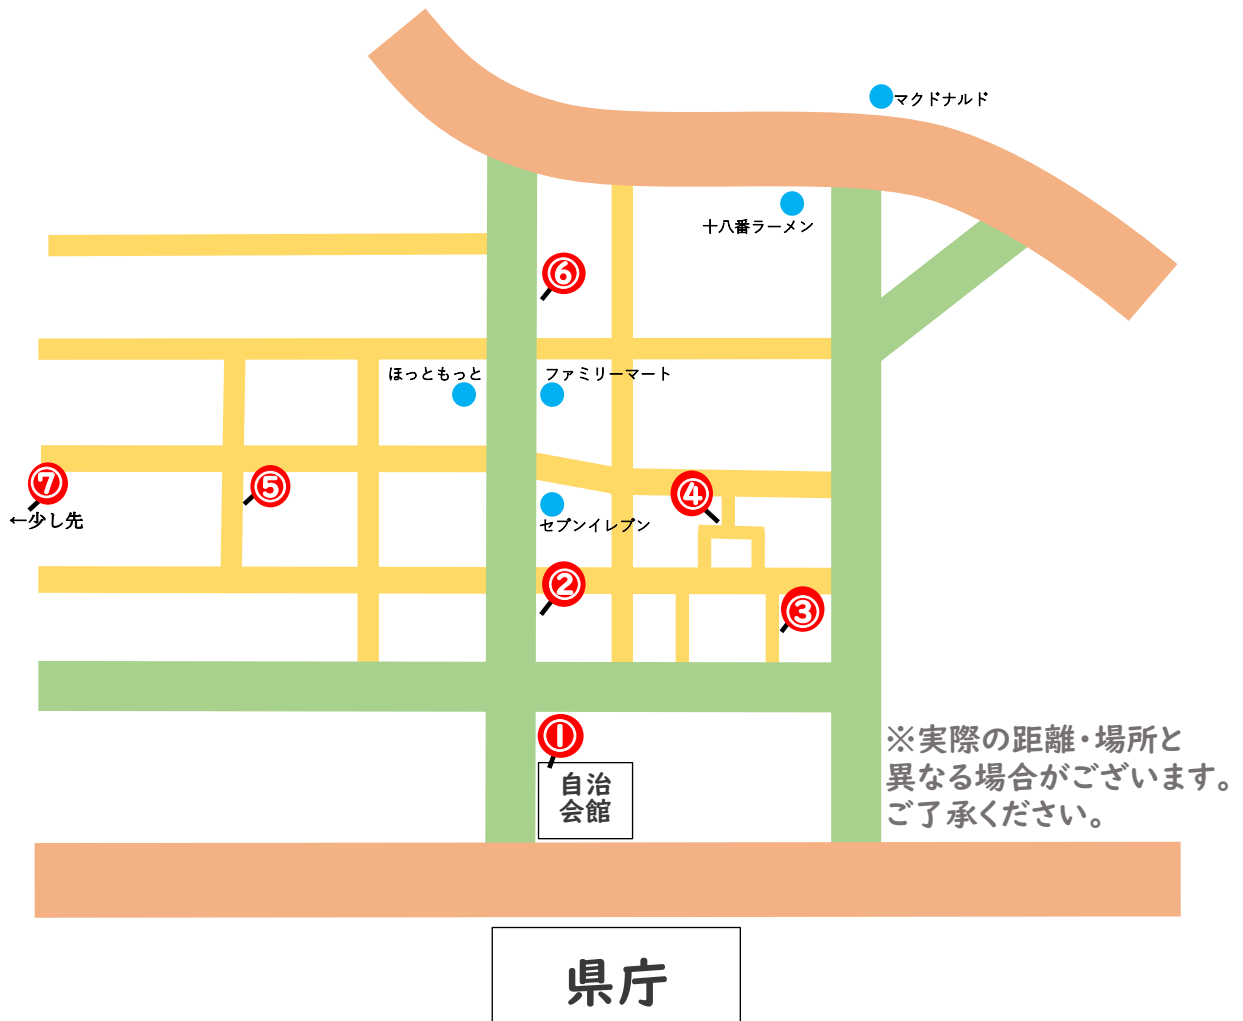 マクドナルド
十八番ラーメン
⑥
ほっともっと
ファミリーマート
⑦
⑤
④
←少し先
セブンイレブン
②
③
①
※実際の距離・場所と
異なる場合がございます。
ご了承ください。
自治
会館
県庁